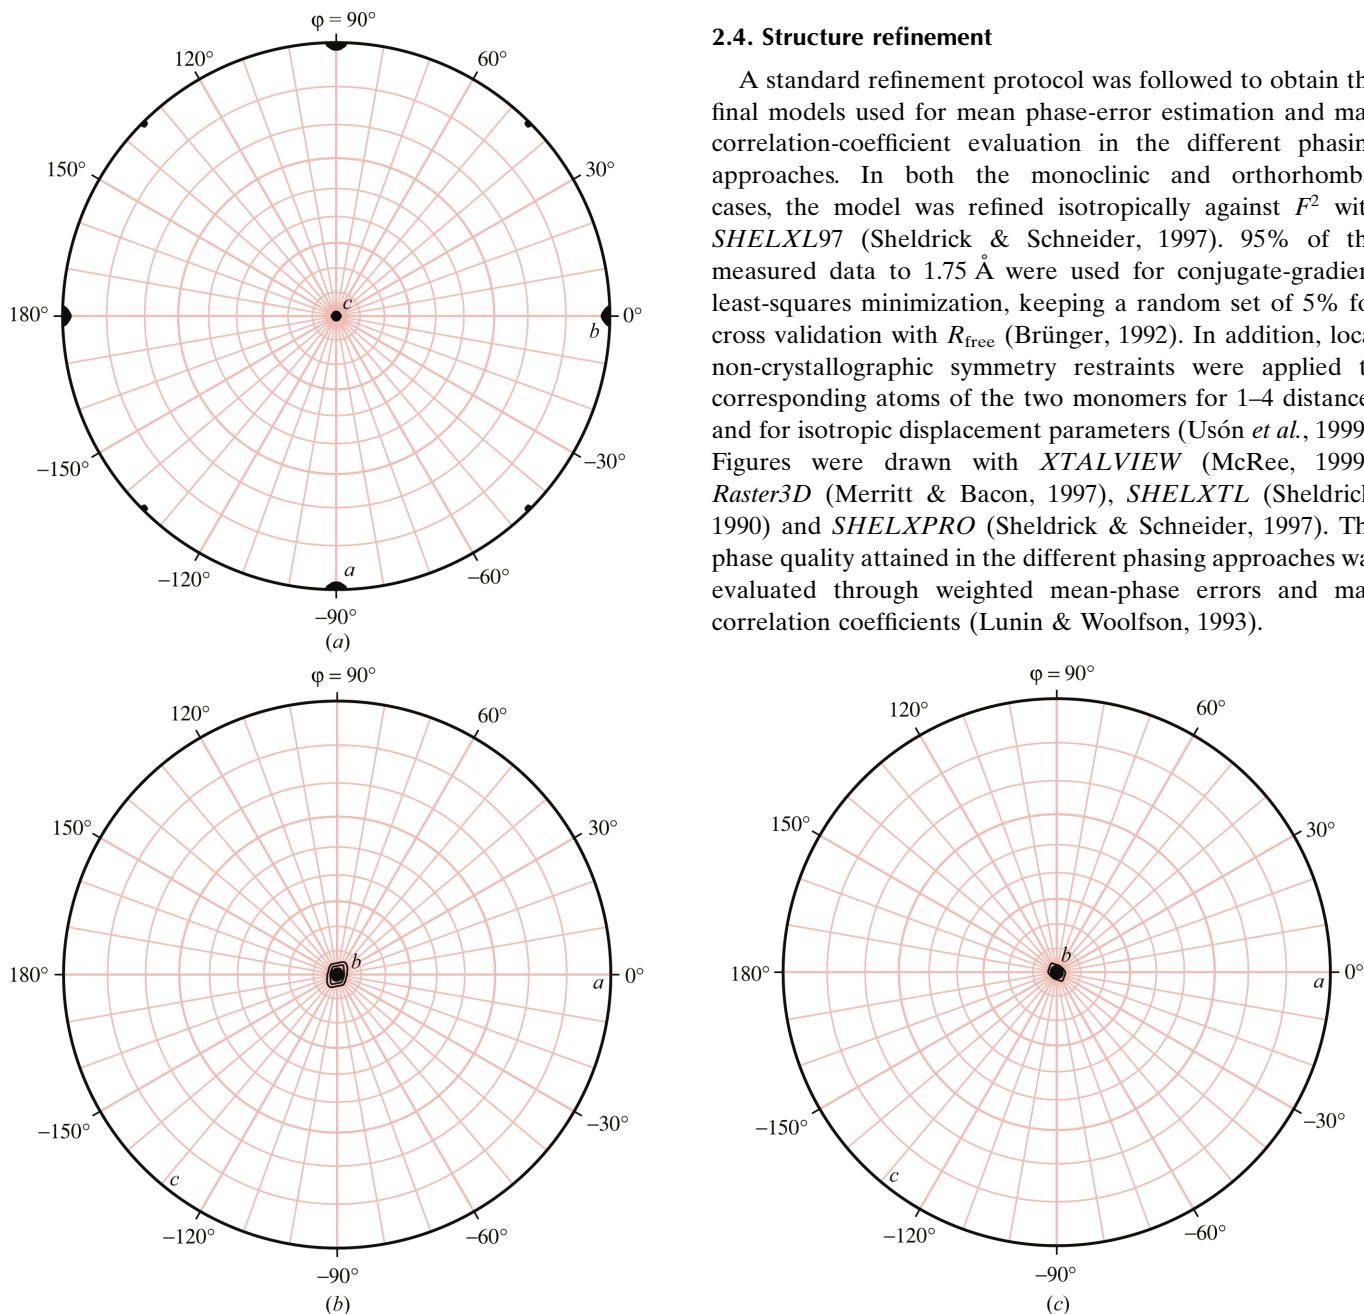 φ = 90°
120°
60°
150°
30°
180°
c
0°
b
−150°
−30°
a
−120°
−60°
−90°
(a)
2.4. Structure refinement
A standard refinement protocol was followed to obtain th
final models used for mean phase-error estimation and ma
correlation-coefficient evaluation in the different phasin
approaches. In both the monoclinic and orthorhombi
cases, the model was refined isotropically against F² wit
SHELXL97 (Sheldrick & Schneider, 1997). 95% of th
measured data to 1.75 Å were used for conjugate-gradien
least-squares minimization, keeping a random set of 5% fo
cross validation with R_free (Brünger, 1992). In addition, loca
non-crystallographic symmetry restraints were applied t
corresponding atoms of the two monomers for 1–4 distance
and for isotropic displacement parameters (Usón et al., 1999
Figures were drawn with XTALVIEW (McRee, 1999
Raster3D (Merritt & Bacon, 1997), SHELXTL (Sheldrick
1990) and SHELXPRO (Sheldrick & Schneider, 1997). Th
phase quality attained in the different phasing approaches wa
evaluated through weighted mean-phase errors and ma
correlation coefficients (Lunin & Woolfson, 1993).
φ = 90°
120°
60°
150°
30°
180°
b
0°
a
−150°
−30°
c
−120°
−60°
−90°
(b)
φ = 90°
120°
60°
150°
30°
180°
b
0°
a
−150°
−30°
c
−120°
−60°
−90°
(c)